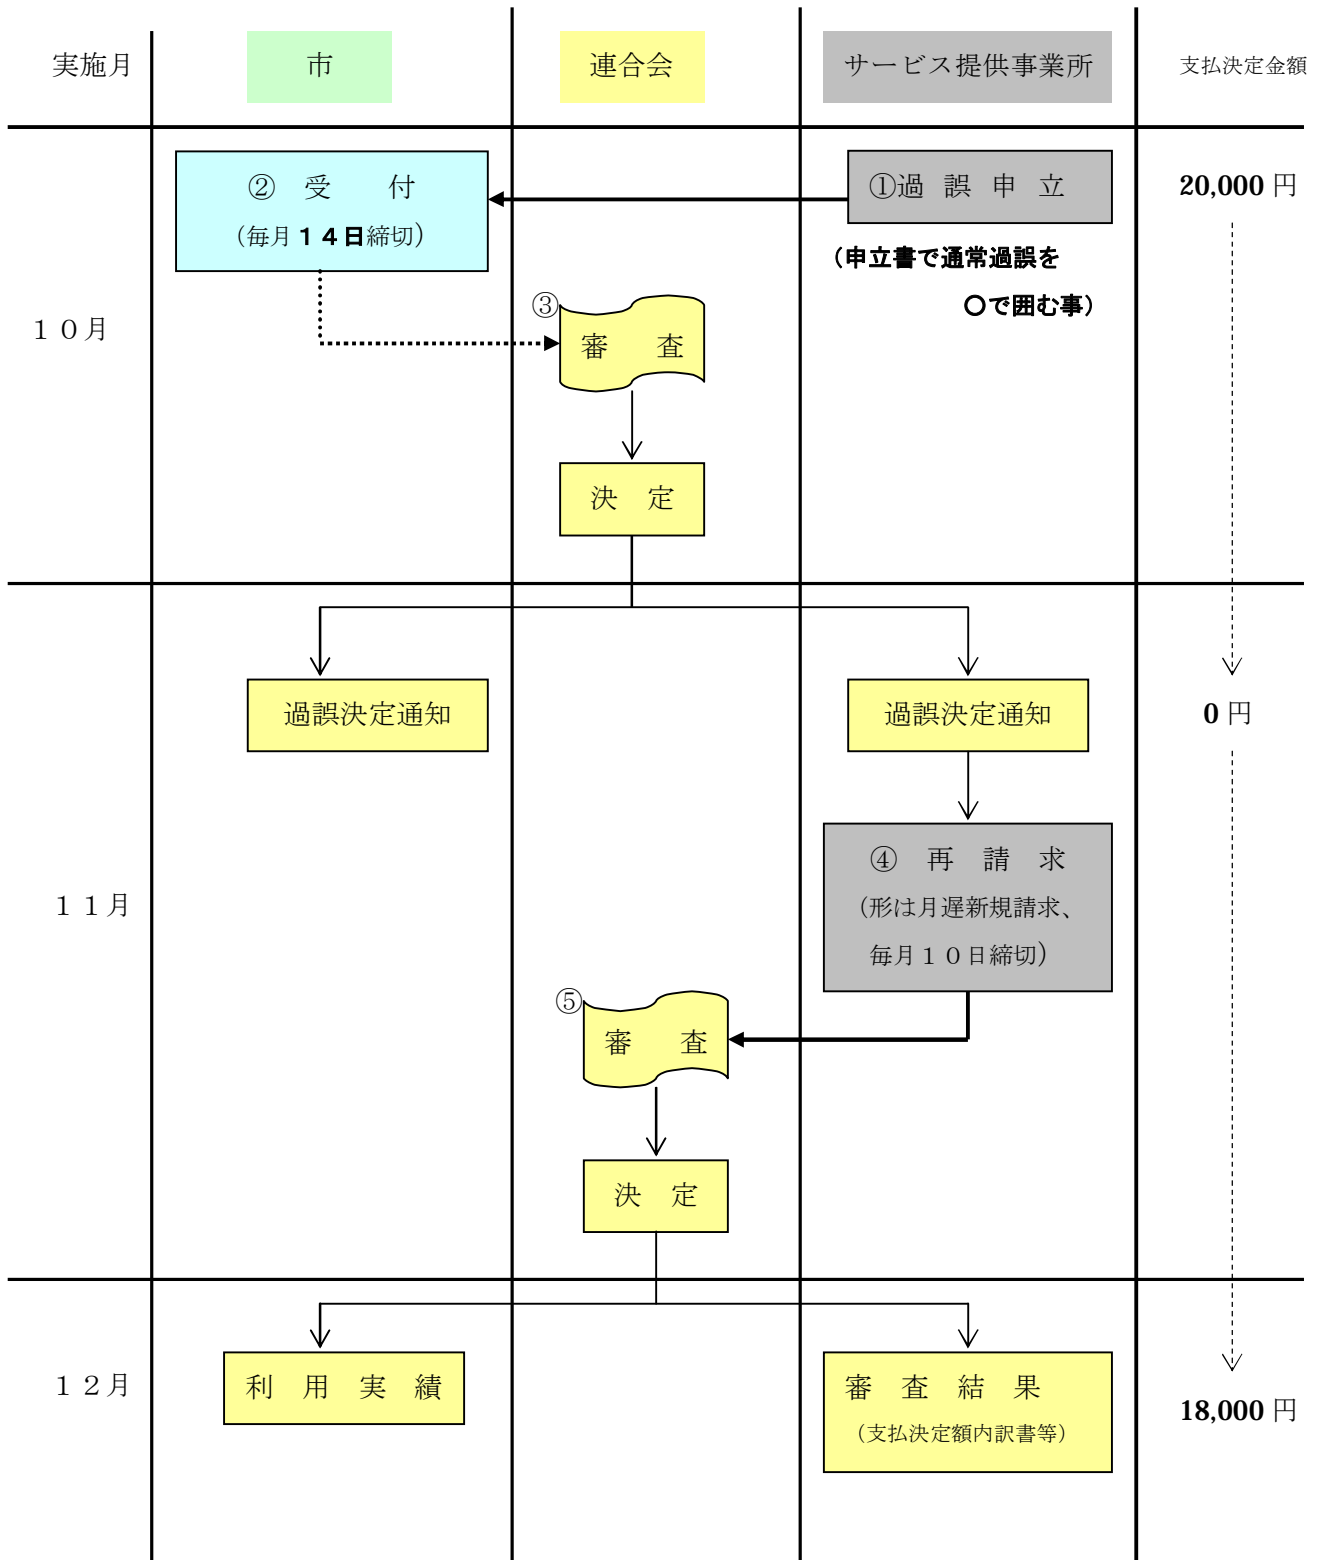 実施月
市
連合会
サービス提供事業所
支払決定金額
② 受 付
（毎月１４日締切）
①過 誤 申 立
20,000 円
（申立書で通常過誤を
〇で囲む事）
③
審 査
１０月
決 定
過誤決定通知
過誤決定通知
0 円
④ 再 請 求
（形は月遅新規請求、
毎月１０日締切）
１１月
⑤
審 査
決 定
１２月
利 用 実 績
審 査 結 果
（支払決定額内訳書等）
18,000 円